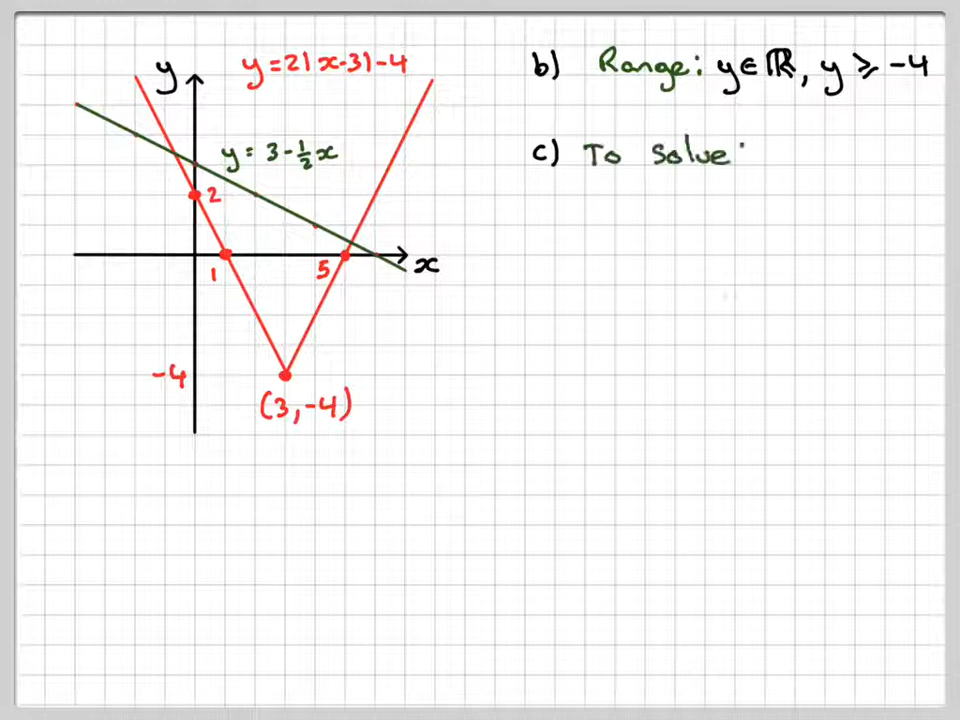 y=2|x-3|-4
y
b) Range: y∈ℝ, y ⩾ -4
y = 3-½x
c) To solve:
2
1
5
x
-4
(3,-4)